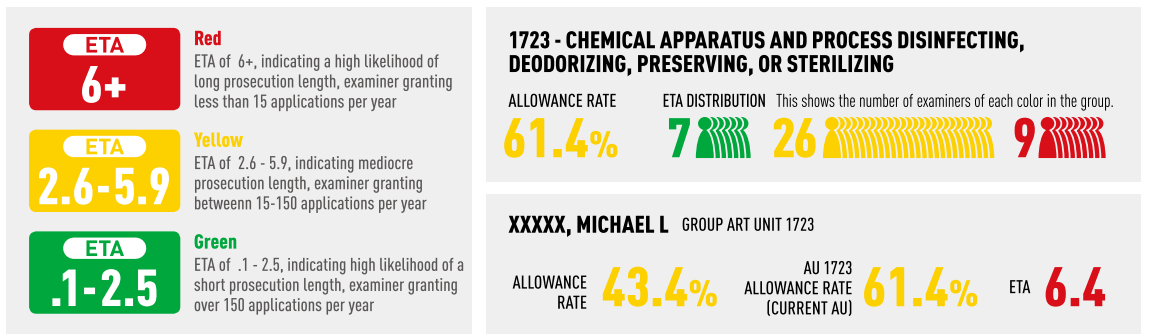 ETA
6+
Red
ETA of 6+, indicating a high likelihood of
long prosecution length, examiner granting
less than 15 applications per year
ETA
2.6-5.9
Yellow
ETA of 2.6 - 5.9, indicating mediocre
prosecution length, examiner granting
betweenn 15-150 applications per year
ETA
.1-2.5
Green
ETA of .1 - 2.5, indicating high likelihood of a
short prosecution length, examiner granting
over 150 applications per year
1723 - CHEMICAL APPARATUS AND PROCESS DISINFECTING,
DEODORIZING, PRESERVING, OR STERILIZING
ALLOWANCE RATE
61.4%
ETA DISTRIBUTION This shows the number of examiners of each color in the group.
7 26 9
XXXXX, MICHAEL L GROUP ART UNIT 1723
ALLOWANCE
RATE
43.4%
AU 1723
ALLOWANCE RATE
(CURRENT AU)
61.4%
ETA
6.4